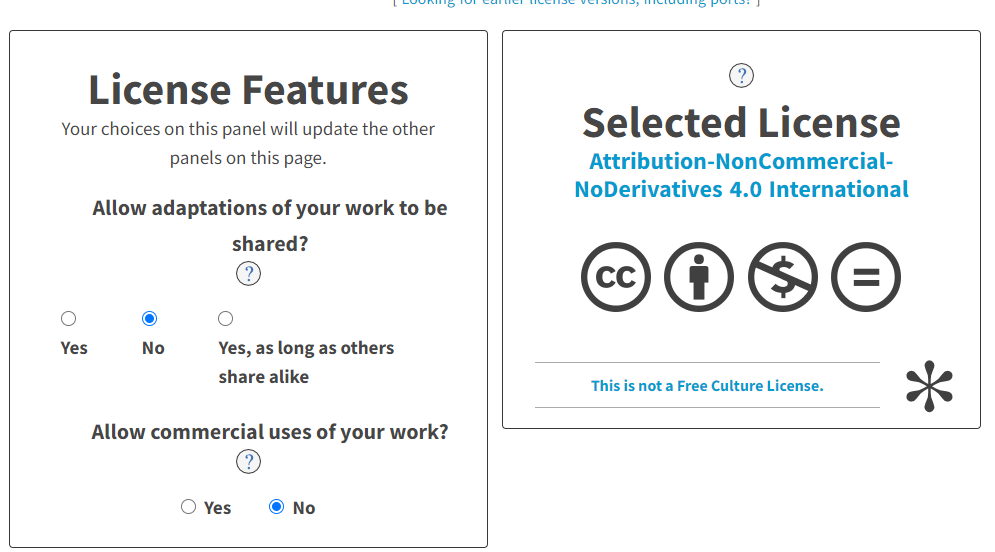 [ Looking for earlier license versions, including ports? ]
License Features
Your choices on this panel will update the other
panels on this page.
Allow adaptations of your work to be
shared?
?
Yes
No
Yes, as long as others
share alike
Allow commercial uses of your work?
?
Yes
No
?
Selected License
Attribution-NonCommercial-
NoDerivatives 4.0 International
cc $ =
This is not a Free Culture License.